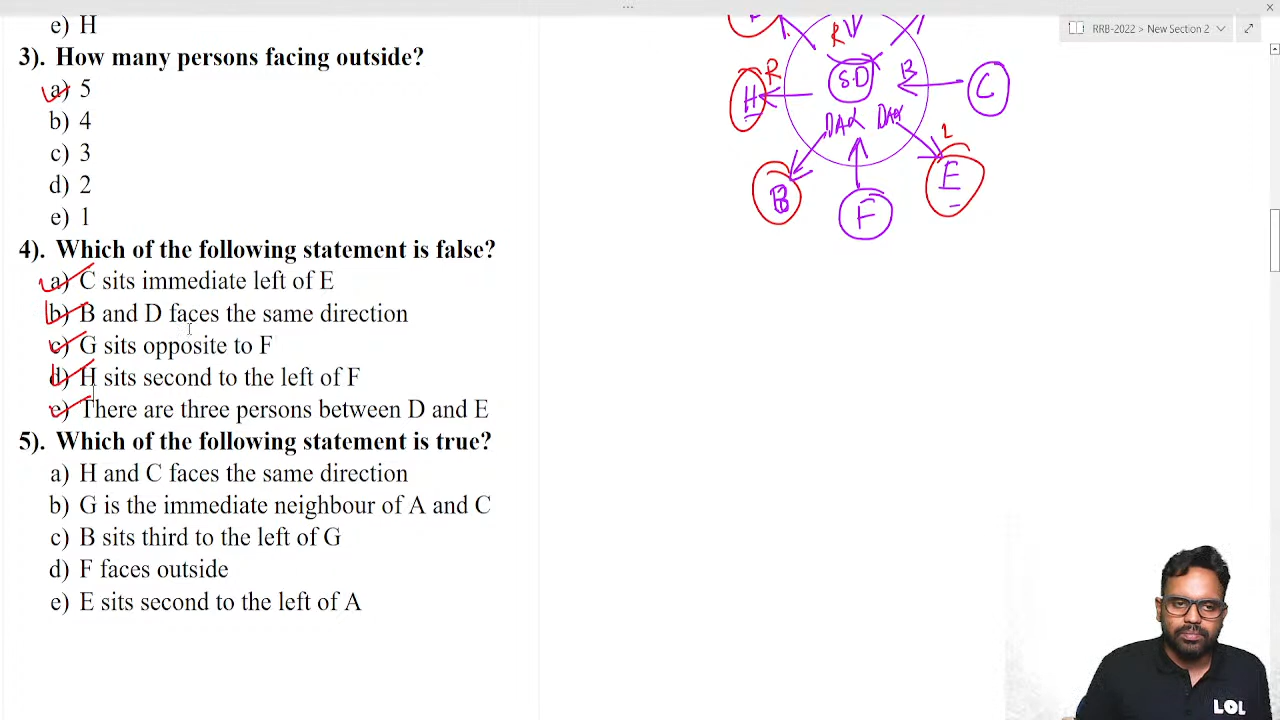 e) H
RRB-2022 > New Section 2
3). How many persons facing outside?
a) 5
b) 4
c) 3
d) 2
e) 1
4). Which of the following statement is false?
a) C sits immediate left of E
b) B and D faces the same direction
c) G sits opposite to F
d) H sits second to the left of F
e) There are three persons between D and E
5). Which of the following statement is true?
a) H and C faces the same direction
b) G is the immediate neighbour of A and C
c) B sits third to the left of G
d) F faces outside
e) E sits second to the left of A
R
R
H
S.D
B
C
B
F
E
LOL